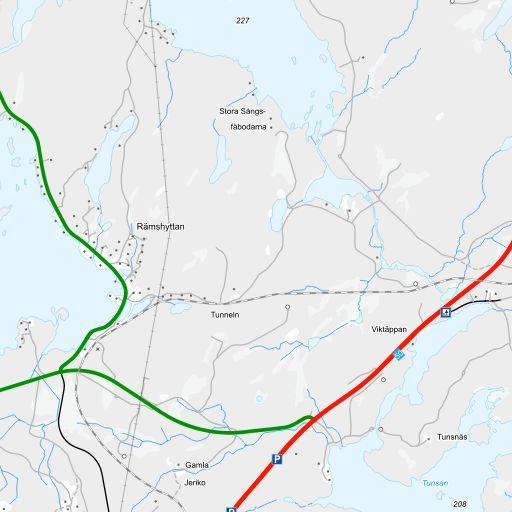 227
Stora Sångs-
fäbodarna
Rämshyttan
Tunneln
Viktäppan
Tunsnäs
Gamla
Jeriko
P
Tunsan
208
P